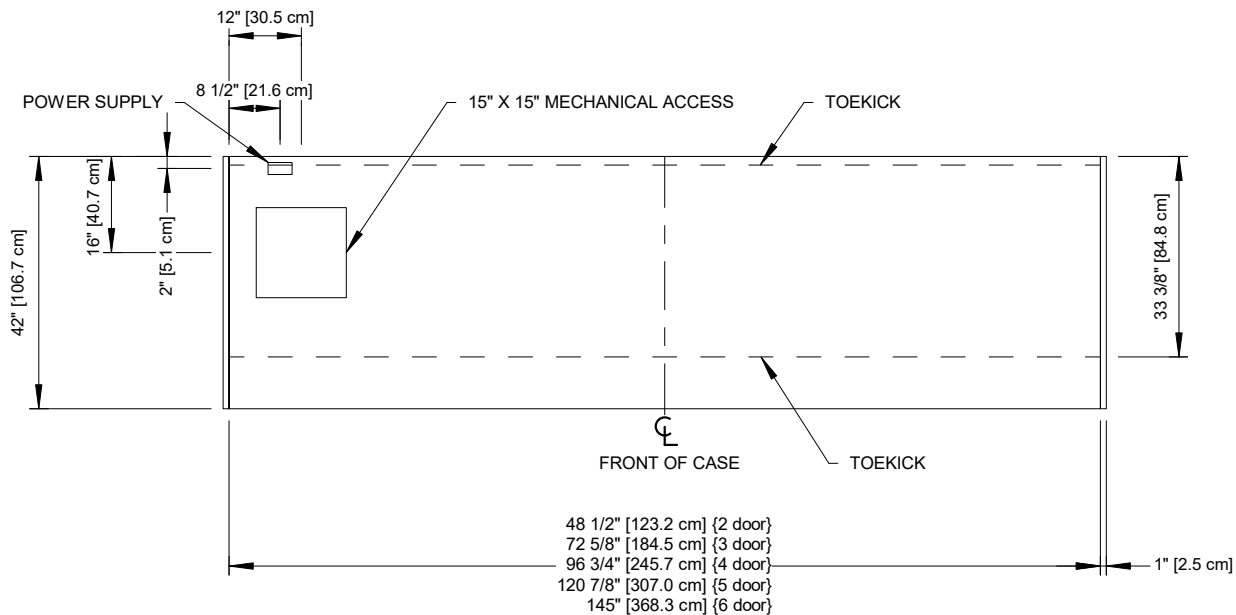 12" [30.5 cm]
8 1/2" [21.6 cm]
POWER SUPPLY
15" X 15" MECHANICAL ACCESS
TOEKICK
42" [106.7 cm]
16" [40.7 cm]
2" [5.1 cm]
33 3/8" [84.8 cm]
CL
FRONT OF CASE
TOEKICK
48 1/2" [123.2 cm] {2 door}
72 5/8" [184.5 cm] {3 door}
96 3/4" [245.7 cm] {4 door}
120 7/8" [307.0 cm] {5 door}
145" [368.3 cm] {6 door}
1" [2.5 cm]